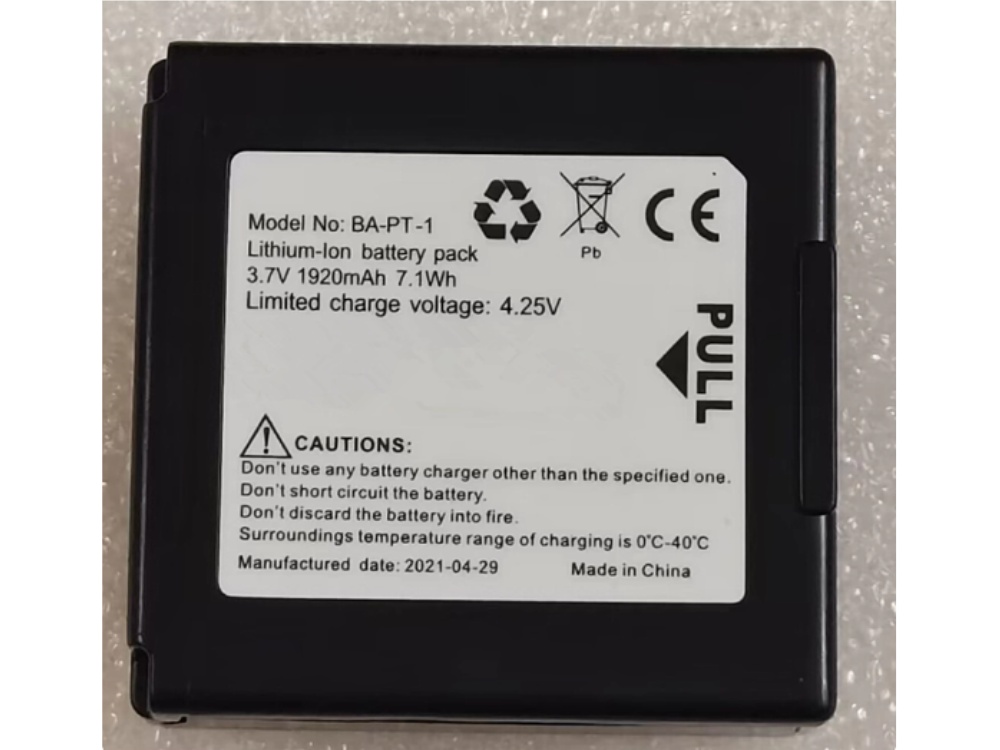 Model No: BA-PT-1
Lithium-Ion battery pack
3.7V 1920mAh 7.1Wh
Limited charge voltage: 4.25V
Pb
CE
PULL
CAUTIONS:
Don't use any battery charger other than the specified one.
Don't short circuit the battery.
Don't discard the battery into fire.
Surroundings temperature range of charging is 0°C-40°C
Manufactured date: 2021-04-29 Made in China